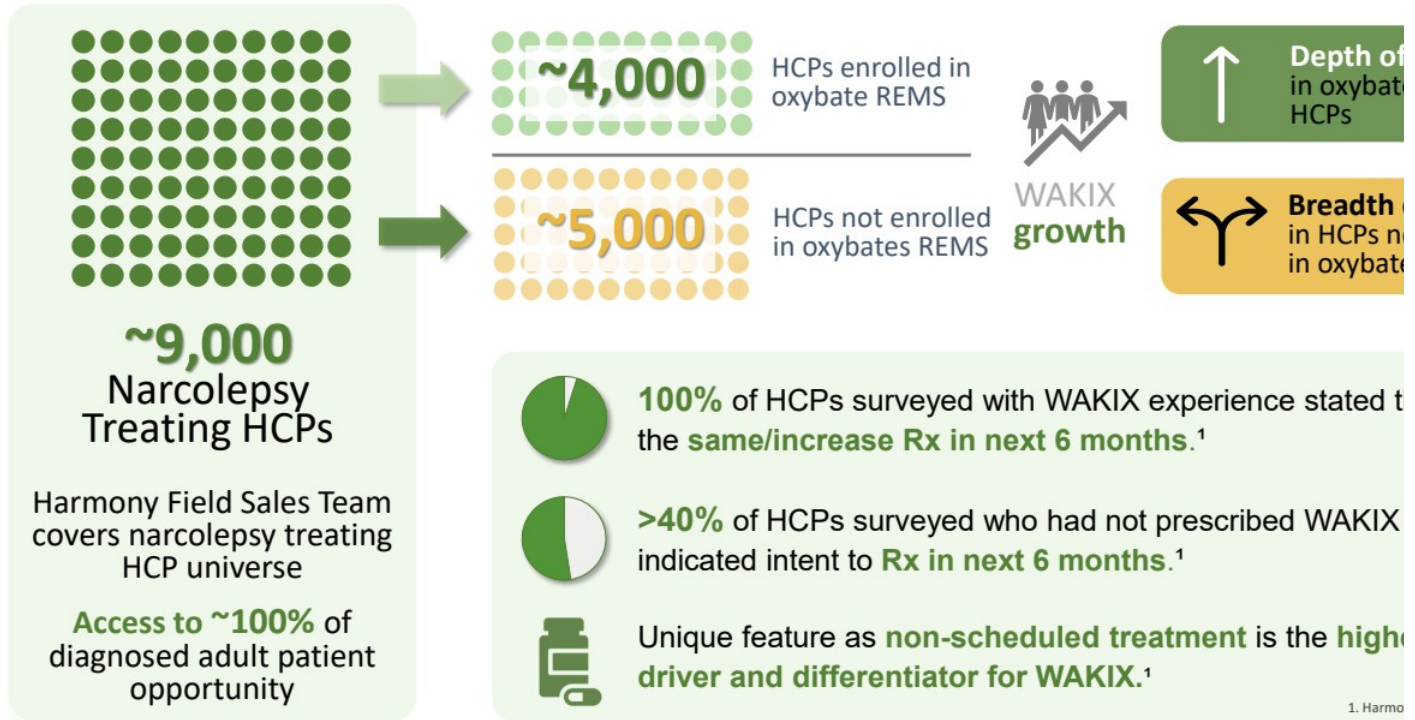 ~9,000
Narcolepsy
Treating HCPs
Harmony Field Sales Team
covers narcolepsy treating
HCP universe
Access to ~100% of
diagnosed adult patient
opportunity
~4,000
HCPs enrolled in
oxybate REMS
~5,000
HCPs not enrolled
in oxybates REMS
WAKIX
growth
Depth of
in oxybate
HCPs
Breadth
in HCPs
in oxybate
100% of HCPs surveyed with WAKIX experience stated
the same/increase Rx in next 6 months.¹
>40% of HCPs surveyed who had not prescribed WAKIX
indicated intent to Rx in next 6 months.¹
Unique feature as non-scheduled treatment is the
driver and differentiator for WAKIX.¹
1.